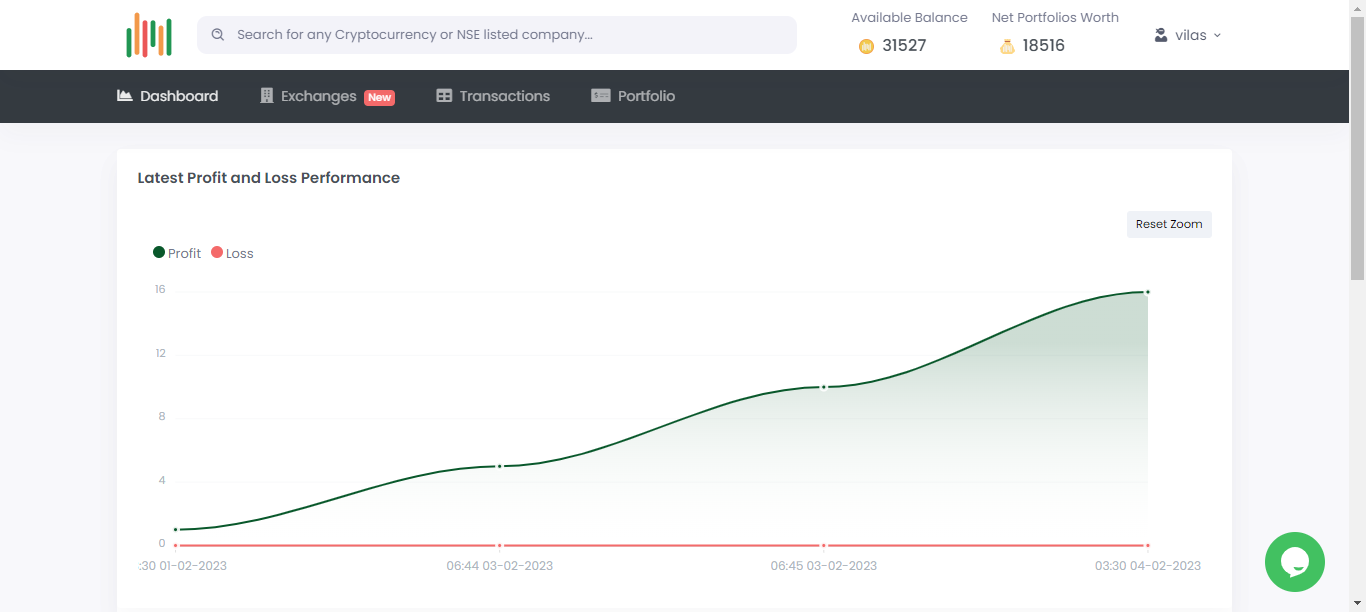 Search for any Cryptocurrency or NSE listed company...
Available Balance
31527
Net Portfolios Worth
18516
vilas
Dashboard
Exchanges New
Transactions
Portfolio
Latest Profit and Loss Performance
Reset Zoom
Profit Loss
16
12
8
4
0
:30 01-02-2023
06:44 03-02-2023
06:45 03-02-2023
03:30 04-02-2023